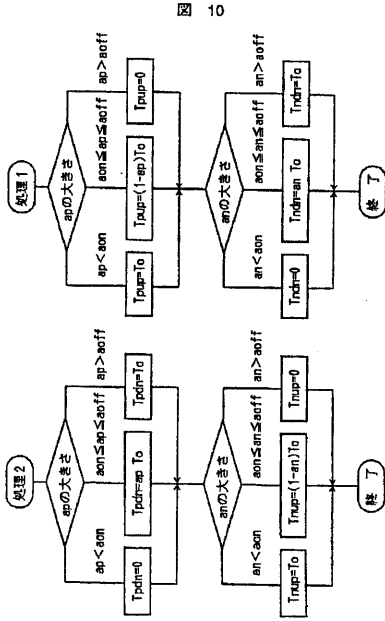 図 10
処理1
apの大きさ
ap<aon
aon≦ap≦aoff
ap>aoff
Tpup=To
Tpup=(1-ap)To
Tpup=0
anの大きさ
an<aon
aon≦an≦aoff
an>aoff
Tndn=0
Tndn=an To
Tndn=To
終 了
処理2
apの大きさ
ap<aon
aon≦ap≦aoff
ap>aoff
Tpdn=0
Tpdn=ap To
Tpdn=To
anの大きさ
an<aon
aon≦an≦aoff
an>aoff
Tnup=To
Tnup=(1-an)To
Tnup=0
終 了